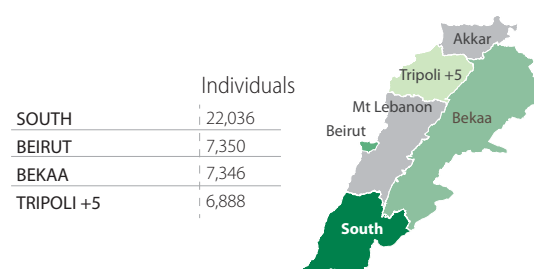 Individuals
SOUTH 22,036
BEIRUT 7,350
BEKAA 7,346
TRIPOLI +5 6,888
Akkar
Tripoli +5
Mt Lebanon
Bekaa
Beirut
South